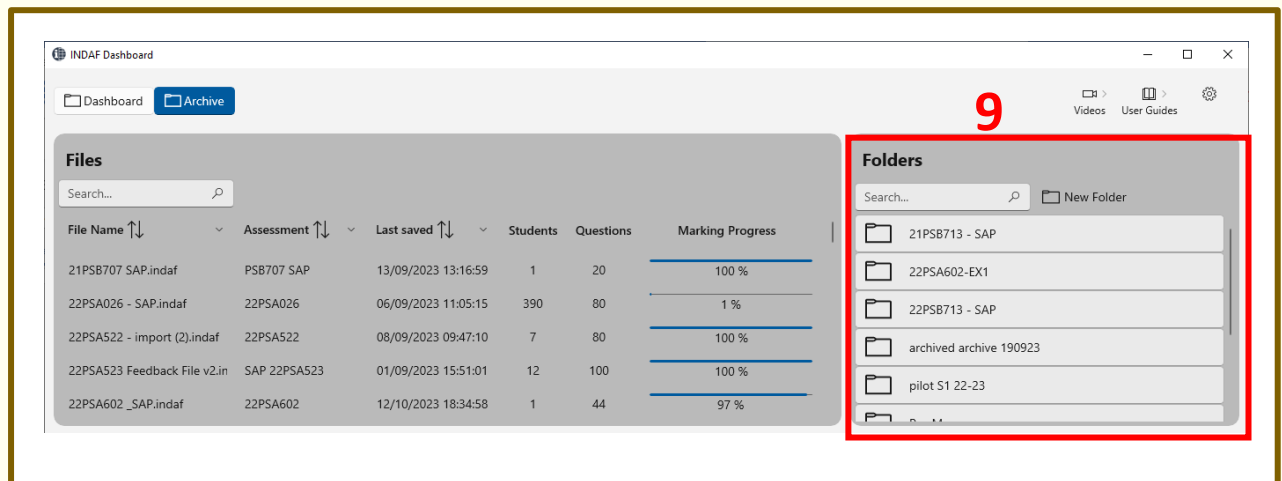 INDAF Dashboard
Dashboard Archive
9
Videos User Guides
Files
Search...
File Name Assessment Last saved Students Questions Marking Progress
21PSB707 SAP.indaf PSB707 SAP 13/09/2023 13:16:59 1 20 100 %
22PSA026 - SAP.indaf 22PSA026 06/09/2023 11:05:15 390 80 1 %
22PSA522 - import (2).indaf 22PSA522 08/09/2023 09:47:10 7 80 100 %
22PSA523 Feedback File v2.in SAP 22PSA523 01/09/2023 15:51:01 12 100 100 %
22PSA602 _SAP.indaf 22PSA602 12/10/2023 18:34:58 1 44 97 %
Folders
Search... New Folder
21PSB713 - SAP
22PSA602-EX1
22PSB713 - SAP
archived archive 190923
pilot S1 22-23